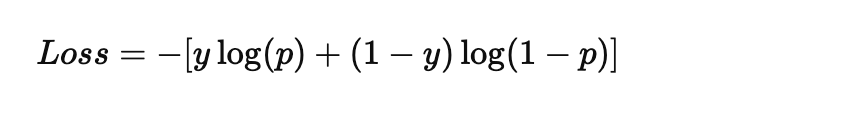 Loss = −[y log(p) + (1 − y) log(1 − p)]